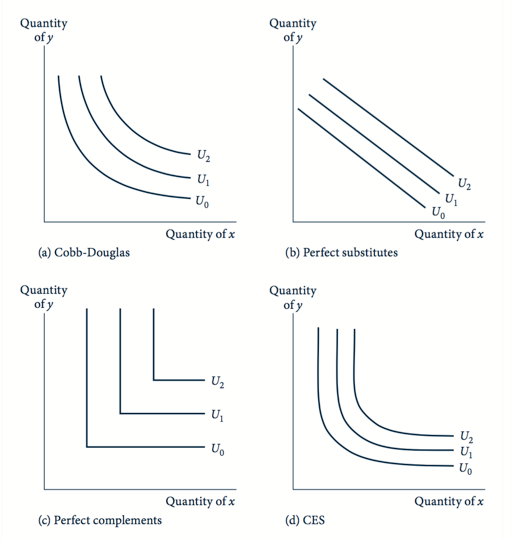 Quantity
of y
U₂
U₁
U₀
Quantity of x
(a) Cobb-Douglas
Quantity
of y
U₂
U₁
U₀
Quantity of x
(b) Perfect substitutes
Quantity
of y
U₂
U₁
U₀
Quantity of x
(c) Perfect complements
Quantity
of y
U₂
U₁
U₀
Quantity of x
(d) CES